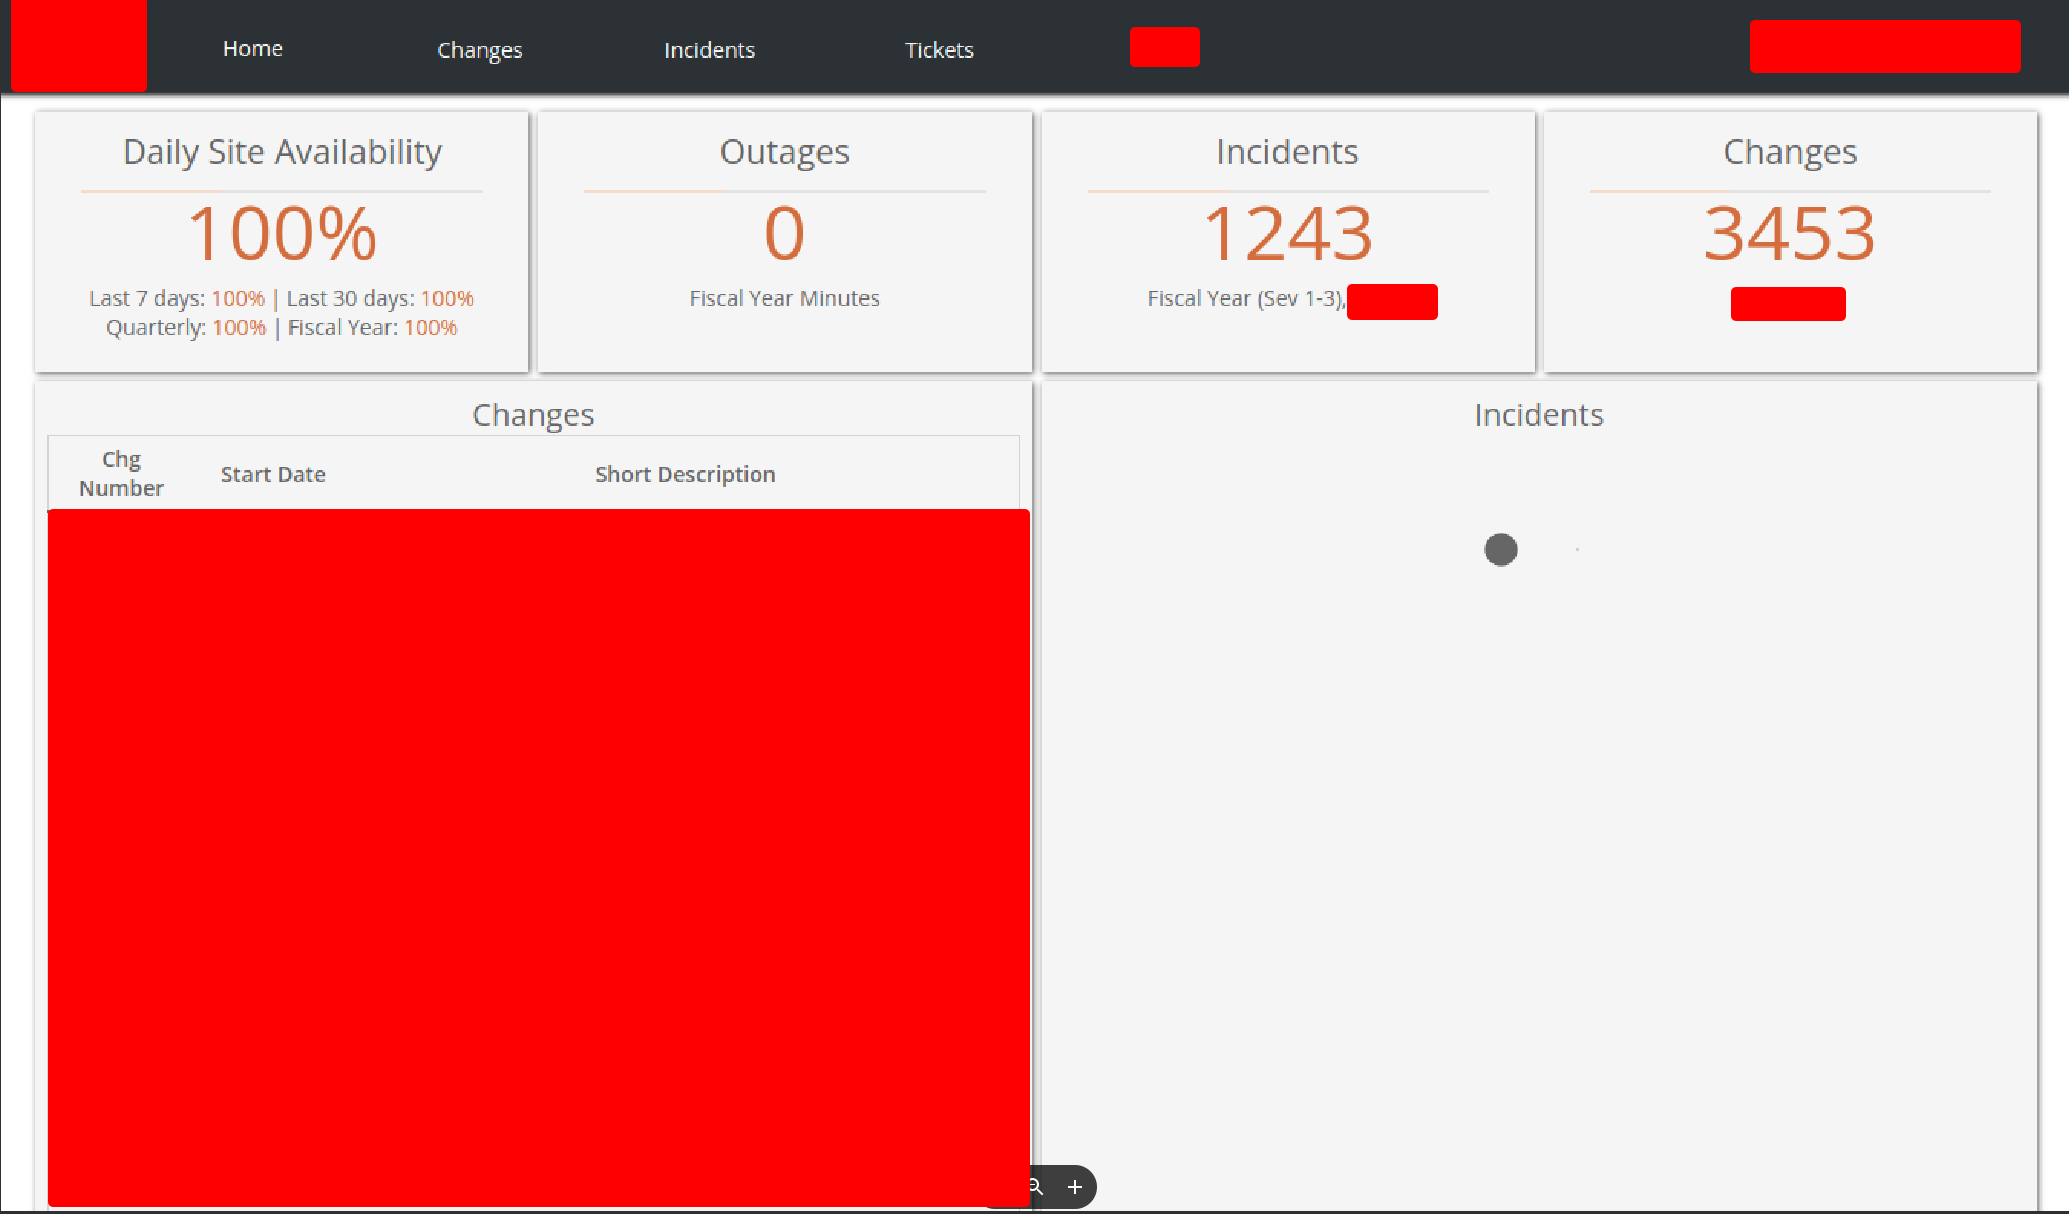 Home Changes Incidents Tickets
Daily Site Availability
100%
Last 7 days: 100% | Last 30 days: 100%
Quarterly: 100% | Fiscal Year: 100%
Outages
0
Fiscal Year Minutes
Incidents
1243
Fiscal Year (Sev 1-3),
Changes
3453
Changes
Chg
Number
Start Date
Short Description
Incidents